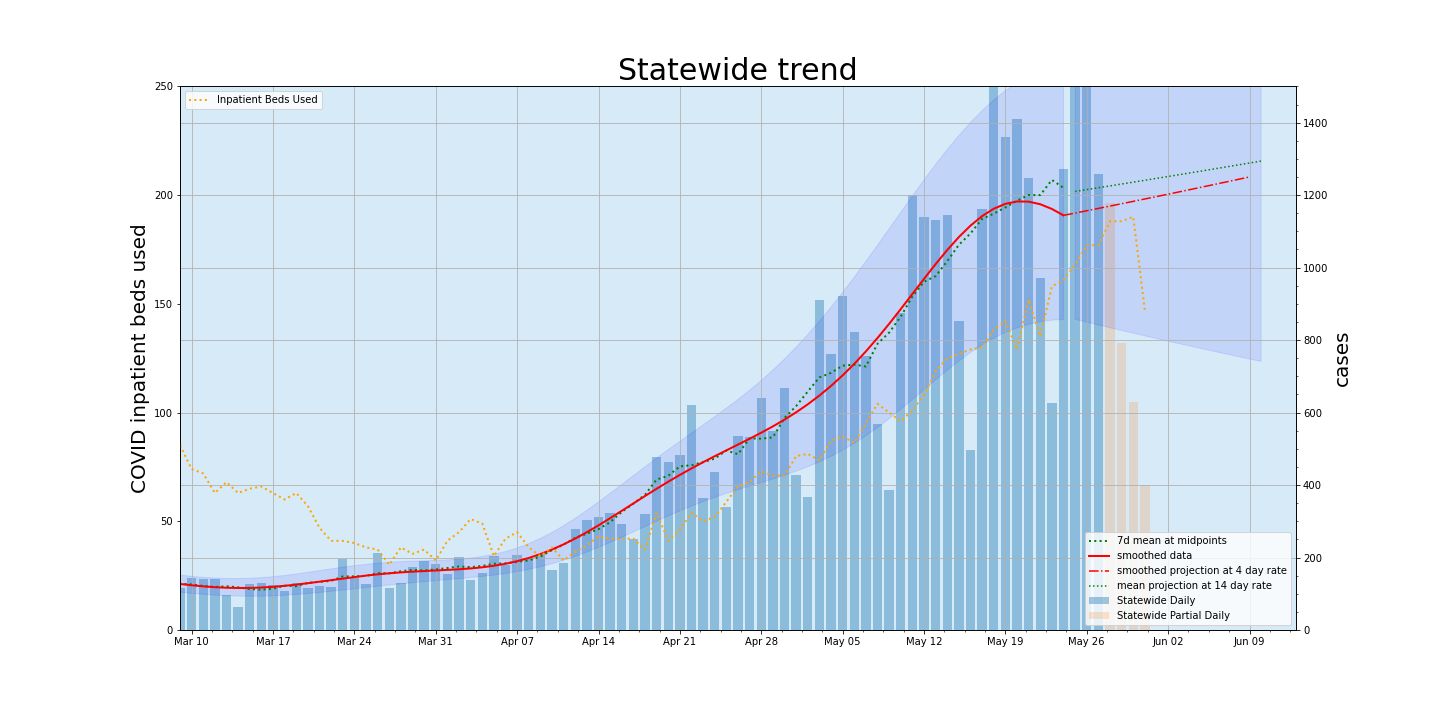 Statewide trend
Inpatient Beds Used
COVID inpatient beds used
250
200
150
100
50
0
1400
1200
1000
800
600
400
200
0
cases
7d mean at midpoints
smoothed data
smoothed projection at 4 day rate
mean projection at 14 day rate
Statewide Daily
Statewide Partial Daily
Mar 10 Mar 17 Mar 24 Mar 31 Apr 07 Apr 14 Apr 21 Apr 28 May 05 May 12 May 19 May 26 Jun 02 Jun 09